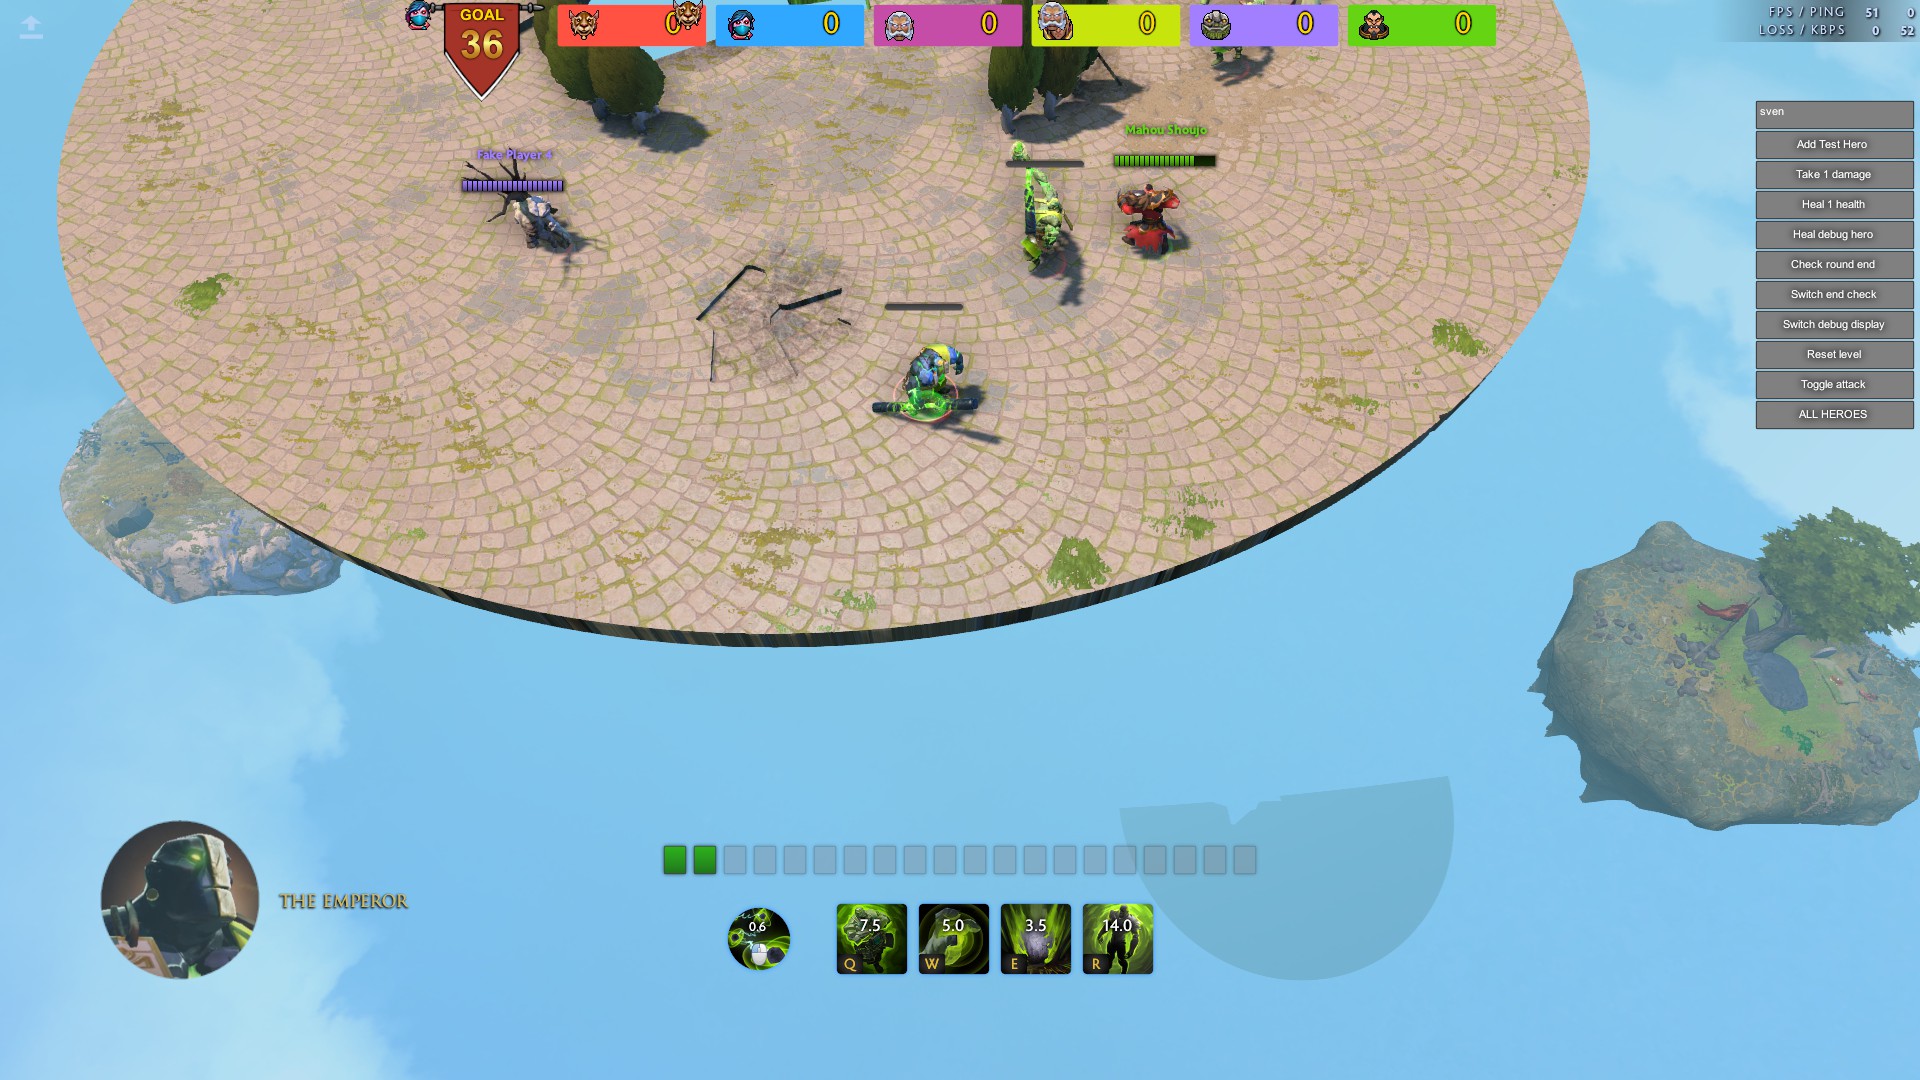 GOAL
36
0
0
0
0
0
0
FPS / PING 51 0
LOSS / KBPS 0 52
sven
Add Test Hero
Take 1 damage
Heal 1 health
Heal debug hero
Check round end
Switch end check
Switch debug display
Reset level
Toggle attack
ALL HEROES
Mahou Shoujo
Fake Player
THE EMPEROR
0.6
7.5
5.0
3.5
14.0
Q
W
E
R